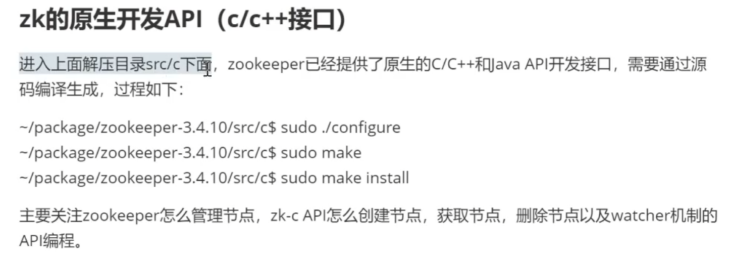 zk的原生开发API（c/c++接口）
进入上面解压目录src/c下面，zookeeper已经提供了原生的C/C++和Java API开发接口，需要通过源
码编译生成，过程如下：
~/package/zookeeper-3.4.10/src/c$ sudo ./configure
~/package/zookeeper-3.4.10/src/c$ sudo make
~/package/zookeeper-3.4.10/src/c$ sudo make install
主要关注zookeeper怎么管理节点，zk-c API怎么创建节点，获取节点，删除节点以及watcher机制的
API编程。